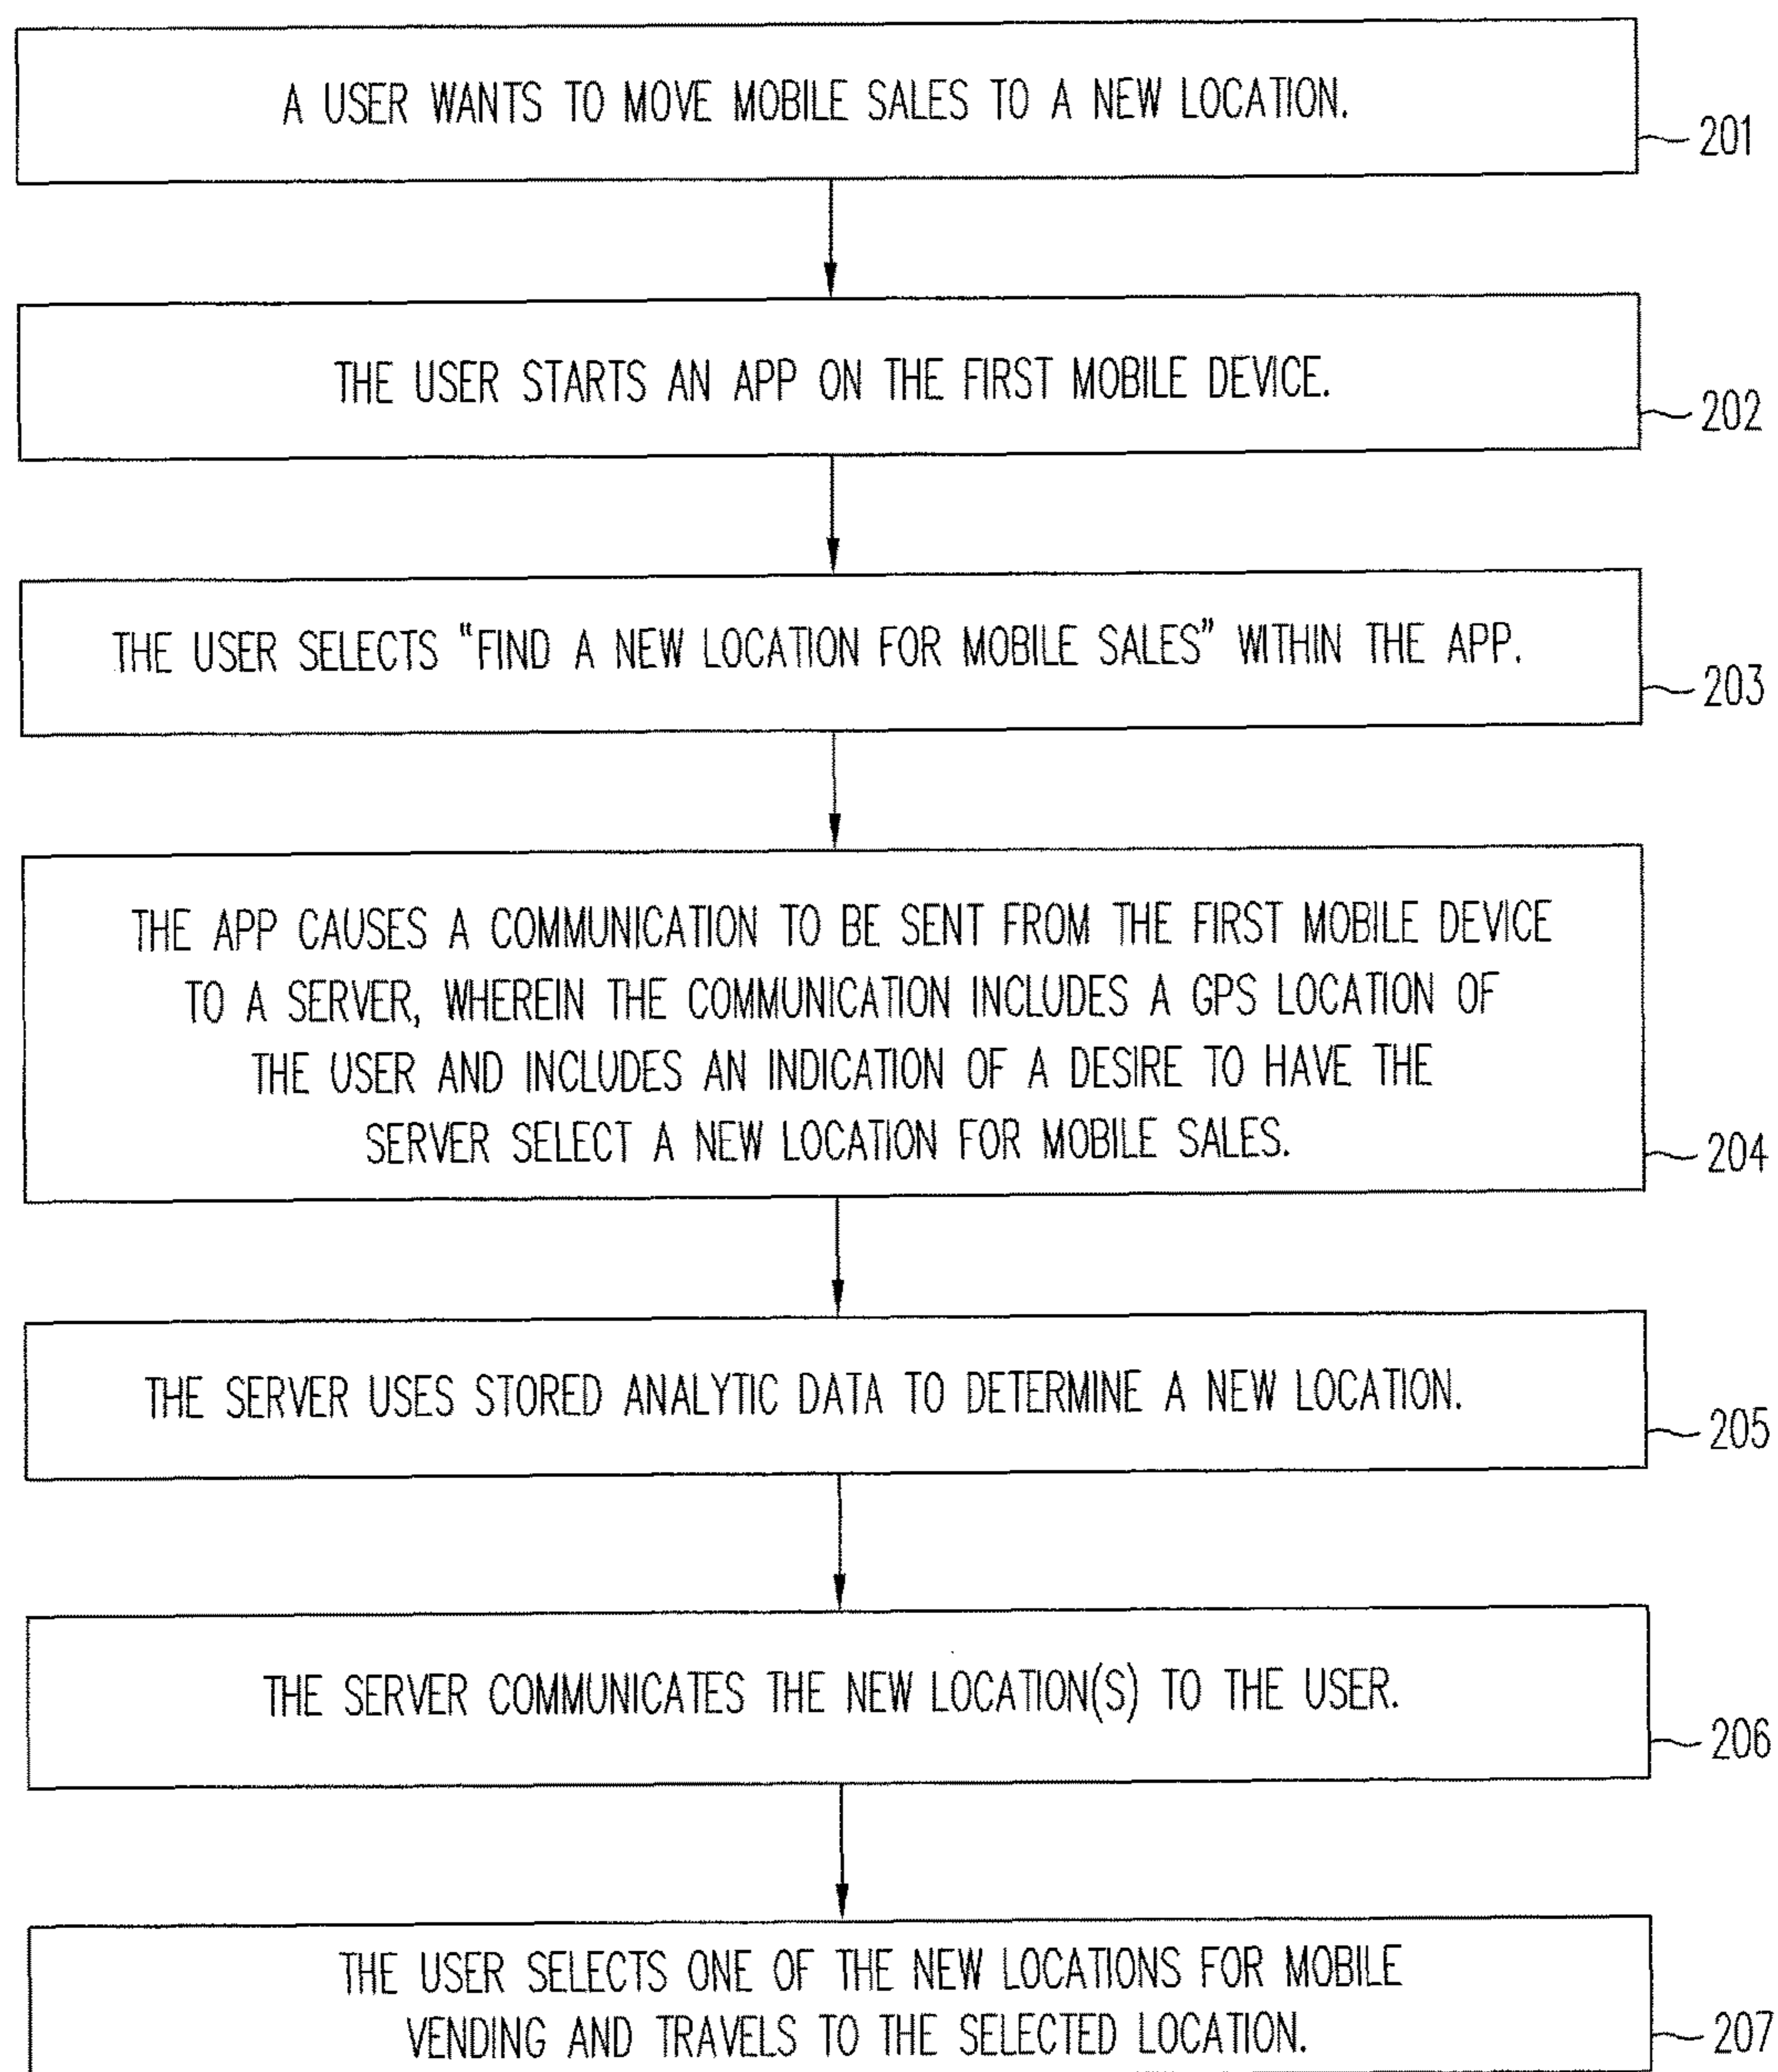 A USER WANTS TO MOVE MOBILE SALES TO A NEW LOCATION.
201
THE USER STARTS AN APP ON THE FIRST MOBILE DEVICE.
202
THE USER SELECTS "FIND A NEW LOCATION FOR MOBILE SALES" WITHIN THE APP.
203
THE APP CAUSES A COMMUNICATION TO BE SENT FROM THE FIRST MOBILE DEVICE
TO A SERVER, WHEREIN THE COMMUNICATION INCLUDES A GPS LOCATION OF
THE USER AND INCLUDES AN INDICATION OF A DESIRE TO HAVE THE
SERVER SELECT A NEW LOCATION FOR MOBILE SALES.
204
THE SERVER USES STORED ANALYTIC DATA TO DETERMINE A NEW LOCATION.
205
THE SERVER COMMUNICATES THE NEW LOCATION(S) TO THE USER.
206
THE USER SELECTS ONE OF THE NEW LOCATIONS FOR MOBILE
VENDING AND TRAVELS TO THE SELECTED LOCATION.
207